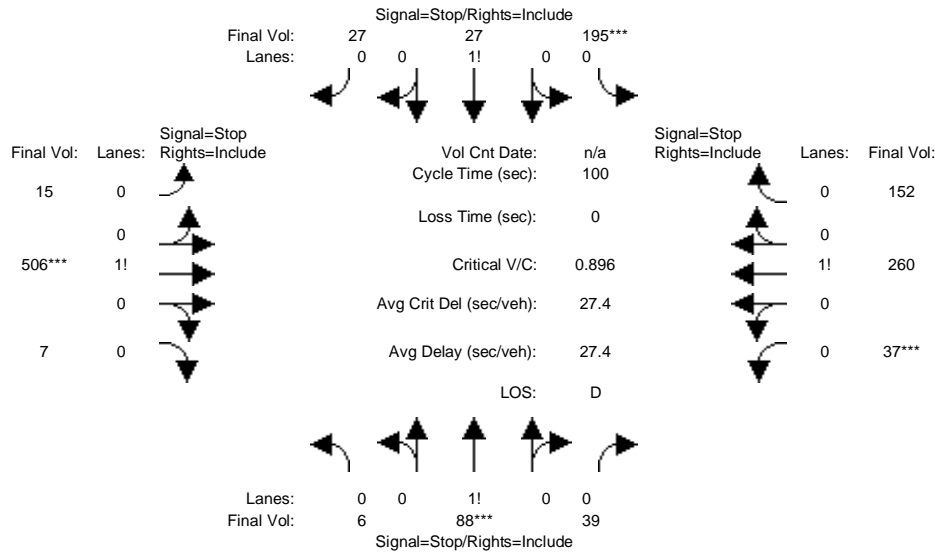 Signal=Stop/Rights=Include
Final Vol: 27 27 195***
Lanes: 0 0 1! 0 0
Signal=Stop
Final Vol: Lanes: Rights=Include
Vol Cnt Date: n/a
Signal=Stop
Rights=Include Lanes: Final Vol:
Cycle Time (sec): 100
15 0
0 152
Loss Time (sec): 0
0
0
506*** 1!
Critical V/C: 0.896
1! 260
0
Avg Crit Del (sec/veh): 27.4
0
7 0
Avg Delay (sec/veh): 27.4
0 37***
LOS: D
Lanes: 0 0 1! 0 0
Final Vol: 6 88*** 39
Signal=Stop/Rights=Include